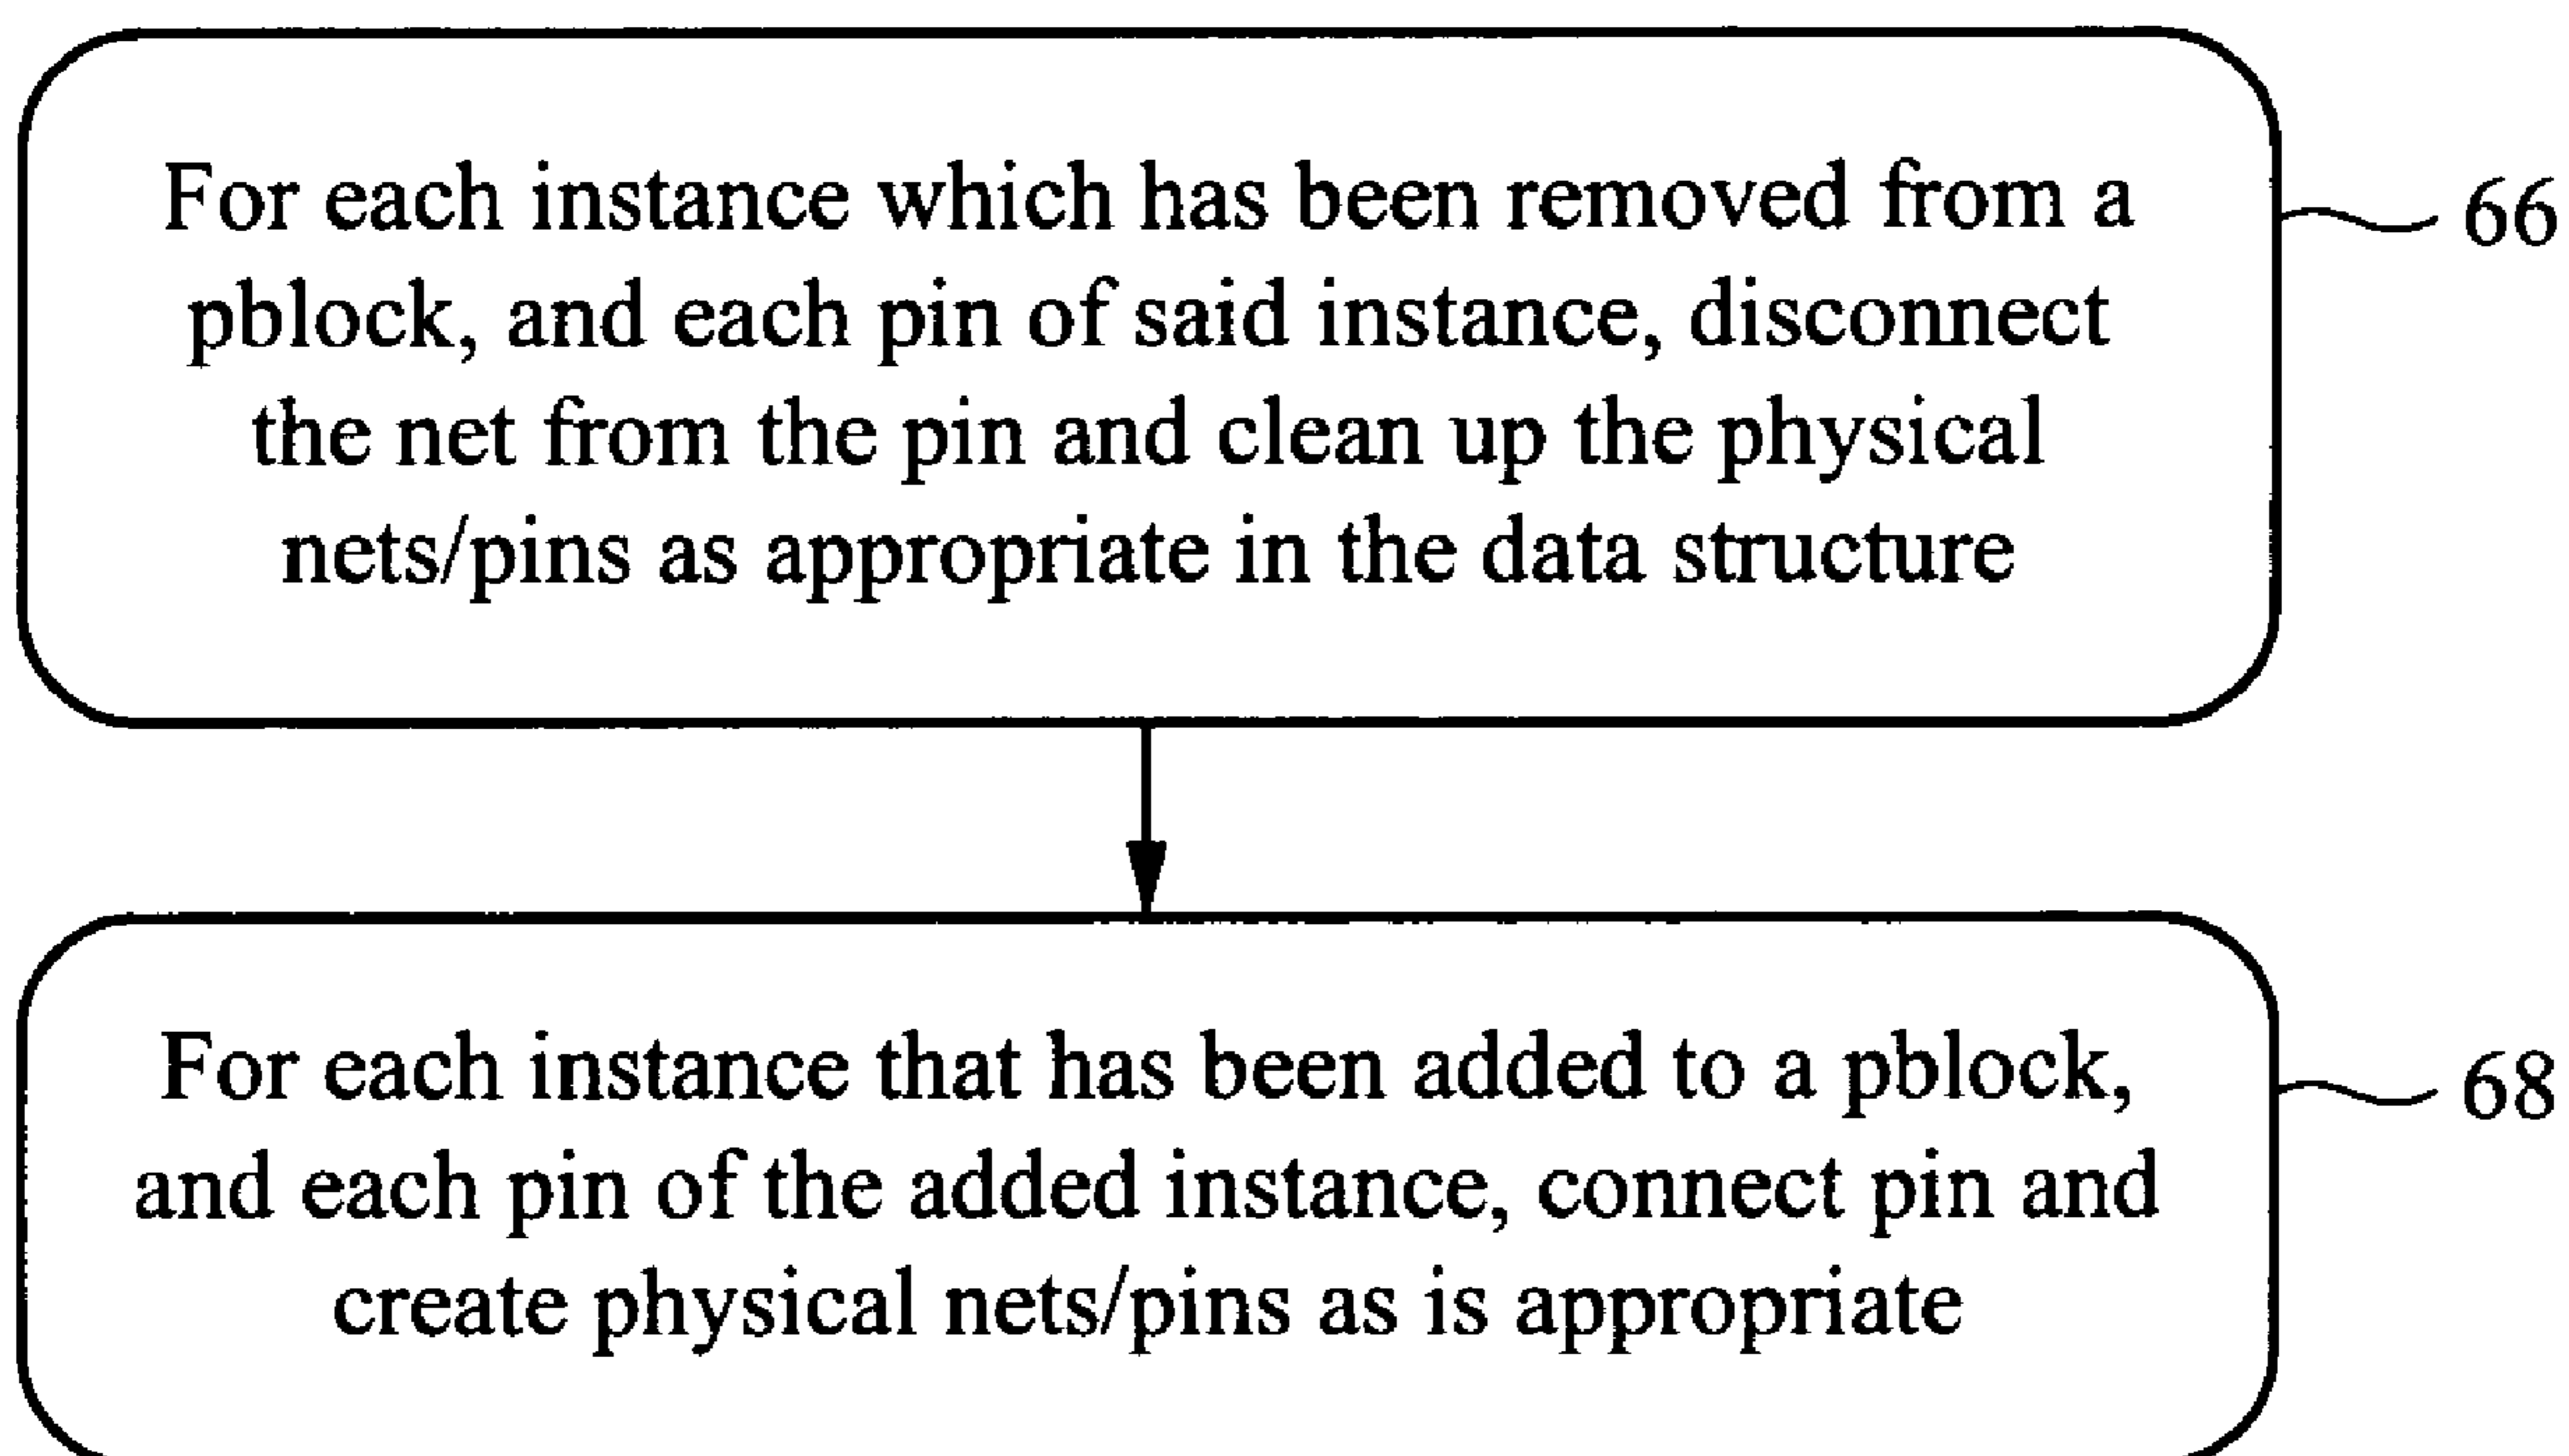 For each instance which has been removed from a
pblock, and each pin of said instance, disconnect
the net from the pin and clean up the physical
nets/pins as appropriate in the data structure
66
For each instance that has been added to a pblock,
and each pin of the added instance, connect pin and
create physical nets/pins as is appropriate
68